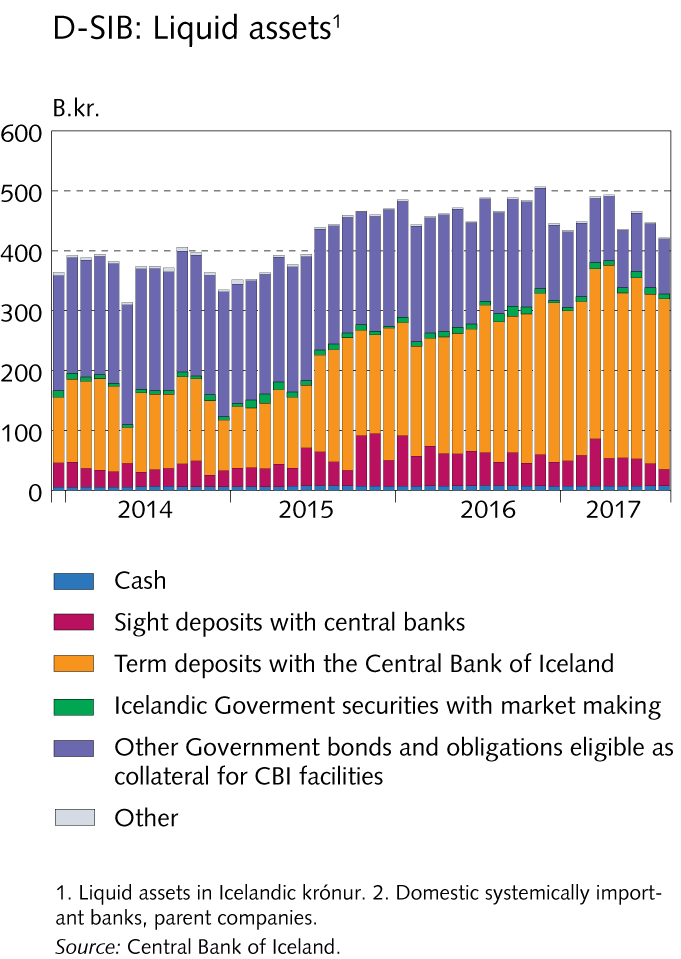 D-SIB: Liquid assets¹
B.kr.
600
500
400
300
200
100
0
2014 2015 2016 2017
Cash
Sight deposits with central banks
Term deposits with the Central Bank of Iceland
Icelandic Goverment securities with market making
Other Government bonds and obligations eligible as
collateral for CBI facilities
Other
1. Liquid assets in Icelandic krónur. 2. Domestic systemically import-
ant banks, parent companies.
Source: Central Bank of Iceland.